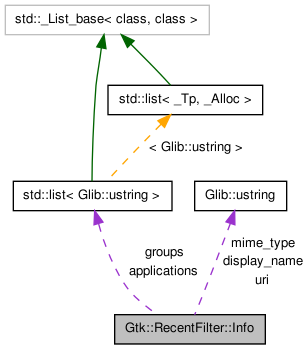 std::_List_base< class, class >
std::list< _Tp, _Alloc >
< Glib::ustring >
std::list< Glib::ustring >
Glib::ustring
groups
applications
mime_type
display_name
uri
Gtk::RecentFilter::Info